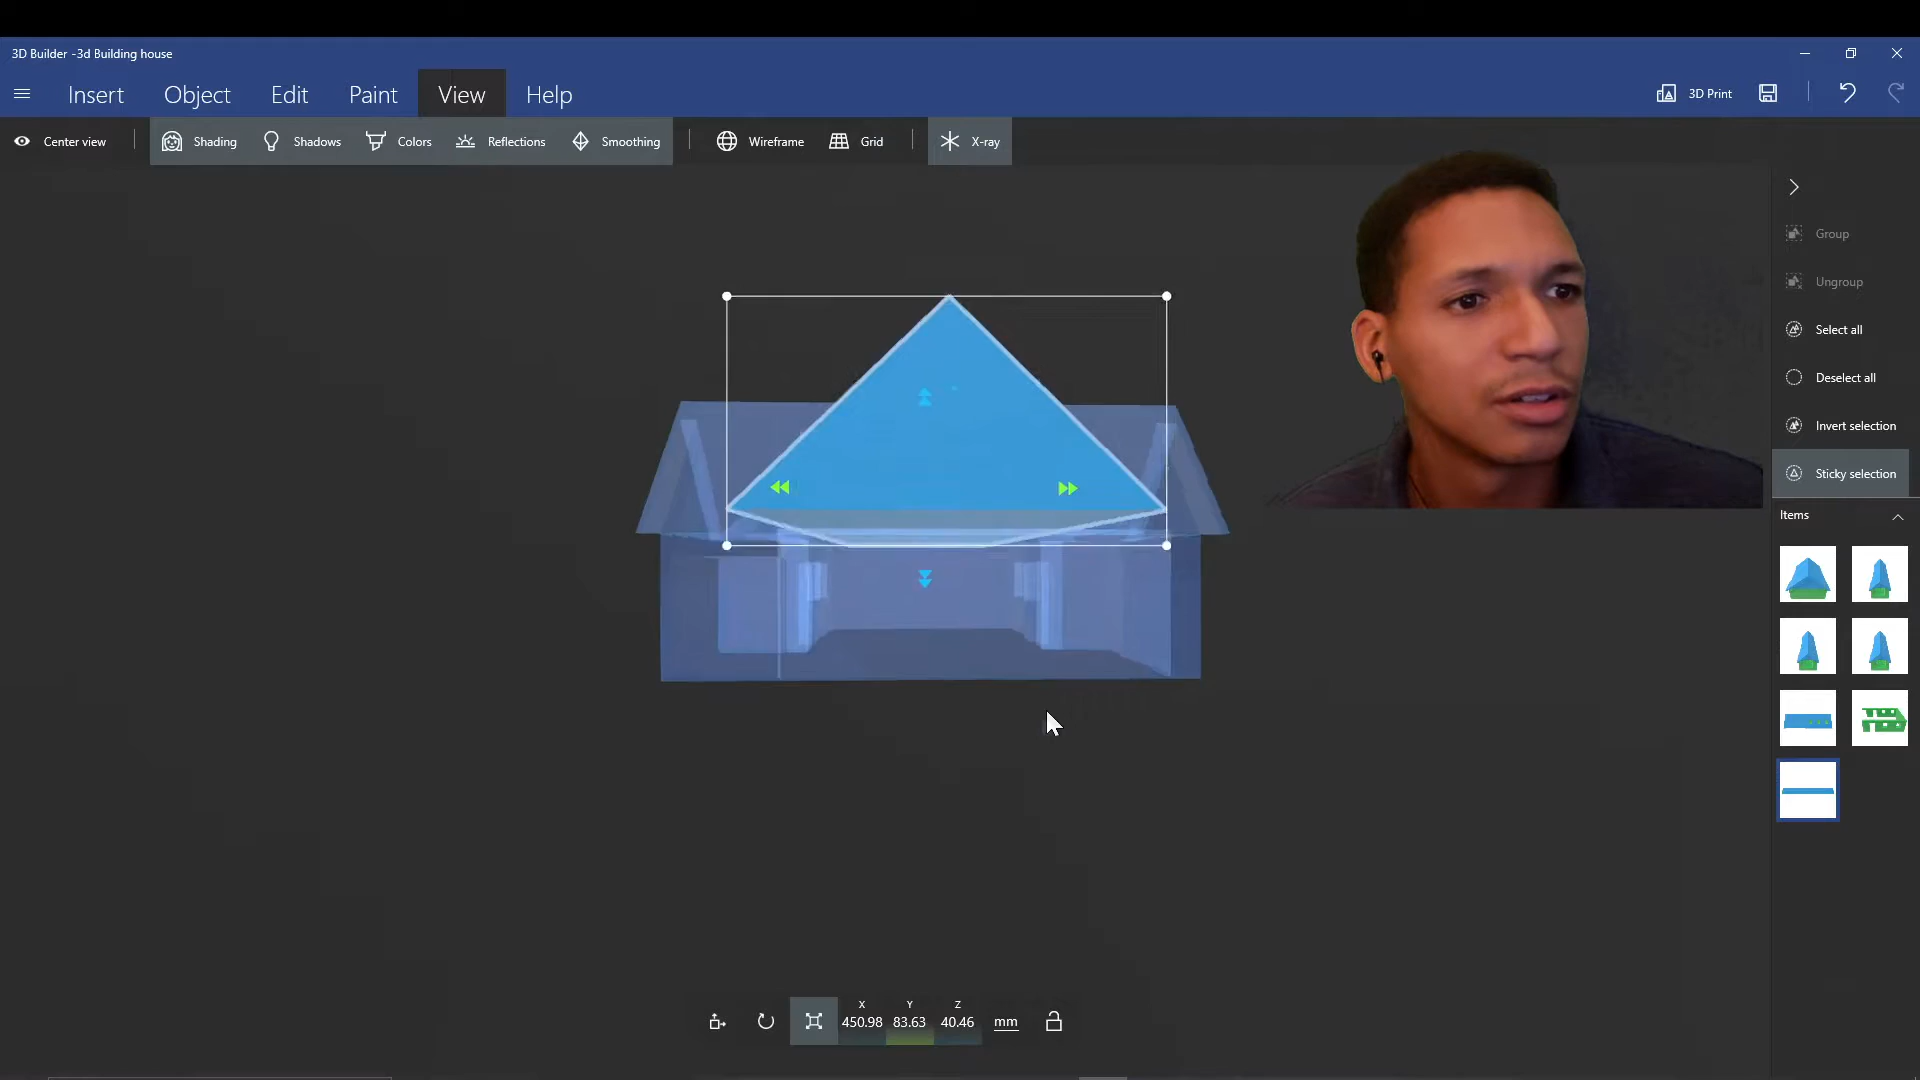 3D Builder -3d Building house
Insert Object Edit Paint View Help
3D Print
Center view Shading Shadows Colors Reflections Smoothing Wireframe Grid X-ray
Group
Ungroup
Select all
Deselect all
Invert selection
Sticky selection
Items
X Y Z
450.98 83.63 40.46 mm